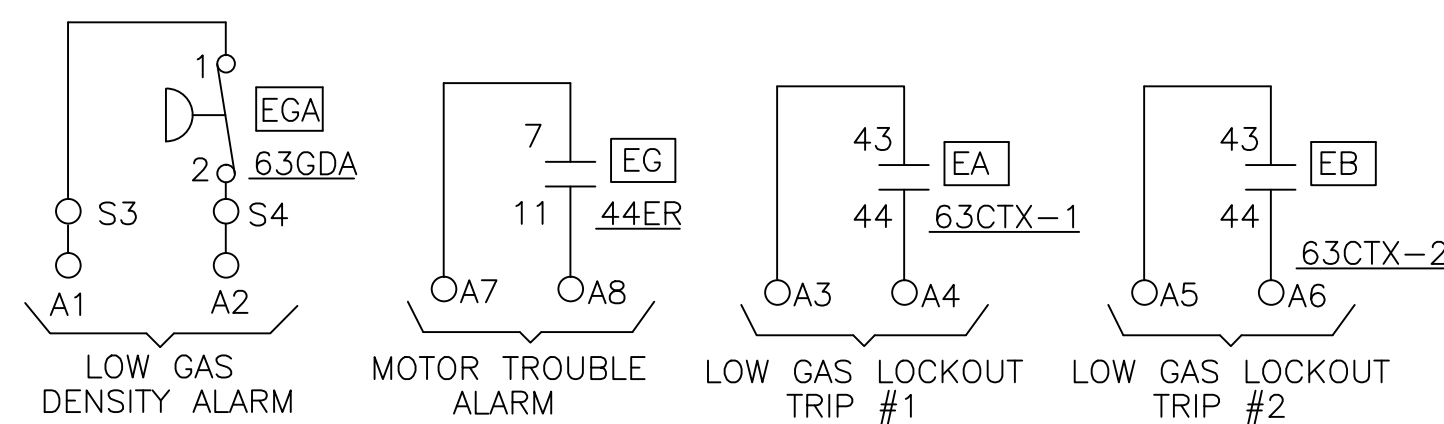 1
EGA
2
63GDA
S3
S4
A1
A2
LOW GAS
DENSITY ALARM
7
EG
11
44ER
A7
A8
MOTOR TROUBLE
ALARM
43
EA
44
63CTX-1
A3
A4
LOW GAS LOCKOUT
TRIP #1
43
EB
44
63CTX-2
A5
A6
LOW GAS LOCKOUT
TRIP #2